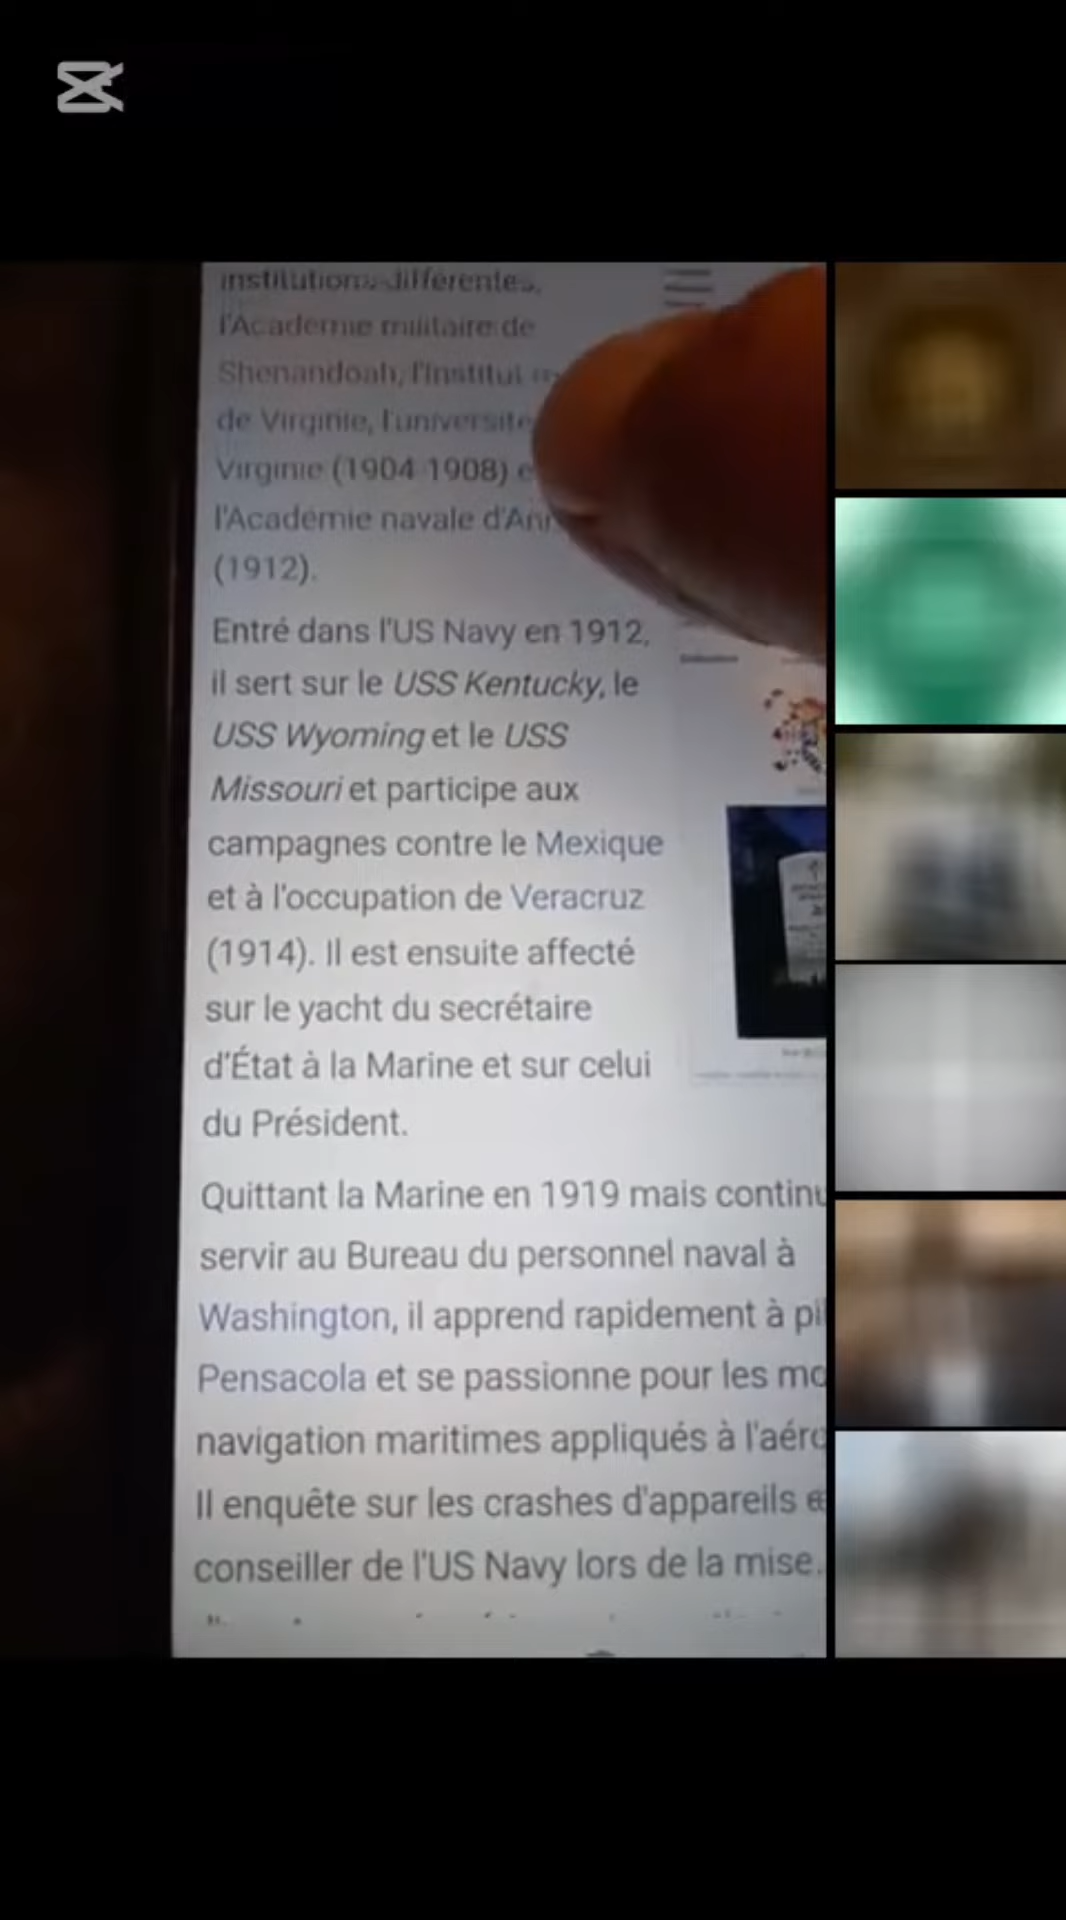 institutions différentes,
l'Académie militaire de
Shenandoah, l'Institut
de Virginie, l'université
Virginie (1904 1908) e
l'Académie navale d'Ann
(1912).
Entré dans l'US Navy en 1912,
il sert sur le USS Kentucky, le
USS Wyoming et le USS
Missouri et participe aux
campagnes contre le Mexique
et à l'occupation de Veracruz
(1914). Il est ensuite affecté
sur le yacht du secrétaire
d'État à la Marine et sur celui
du Président.
Quittant la Marine en 1919 mais continu
servir au Bureau du personnel naval à
Washington, il apprend rapidement à pil
Pensacola et se passionne pour les mo
navigation maritimes appliqués à l'aéro
Il enquête sur les crashes d'appareils e
conseiller de l'US Navy lors de la mise